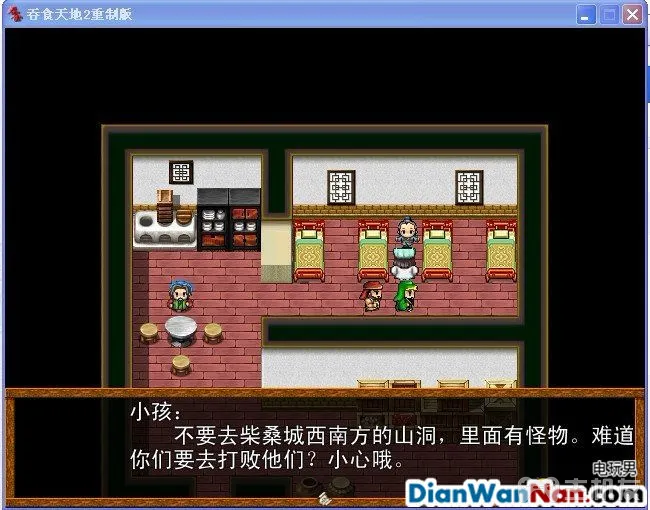 吞食天地2重制版
小孩：
不要去柴桑城西南方的山洞，里面有怪物。难道
你们要去打败他们？小心哦。
电玩男
DianWanNan.com